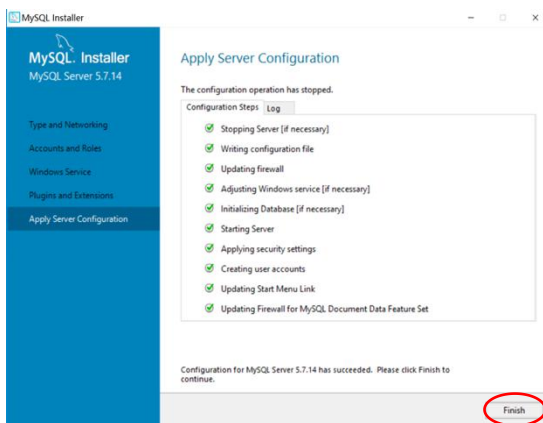 MySQL Installer
MySQL. Installer
MySQL Server 5.7.14
Type and Networking
Accounts and Roles
Windows Service
Plugins and Extensions
Apply Server Configuration
Apply Server Configuration
The configuration operation has stopped.
Configuration Steps Log
Stopping Server [if necessary]
Writing configuration file
Updating firewall
Adjusting Windows service [if necessary]
Initializing Database [if necessary]
Starting Server
Applying security settings
Creating user accounts
Updating Start Menu Link
Updating Firewall for MySQL Document Data Feature Set
Configuration for MySQL Server 5.7.14 has succeeded. Please click Finish to
continue.
Finish